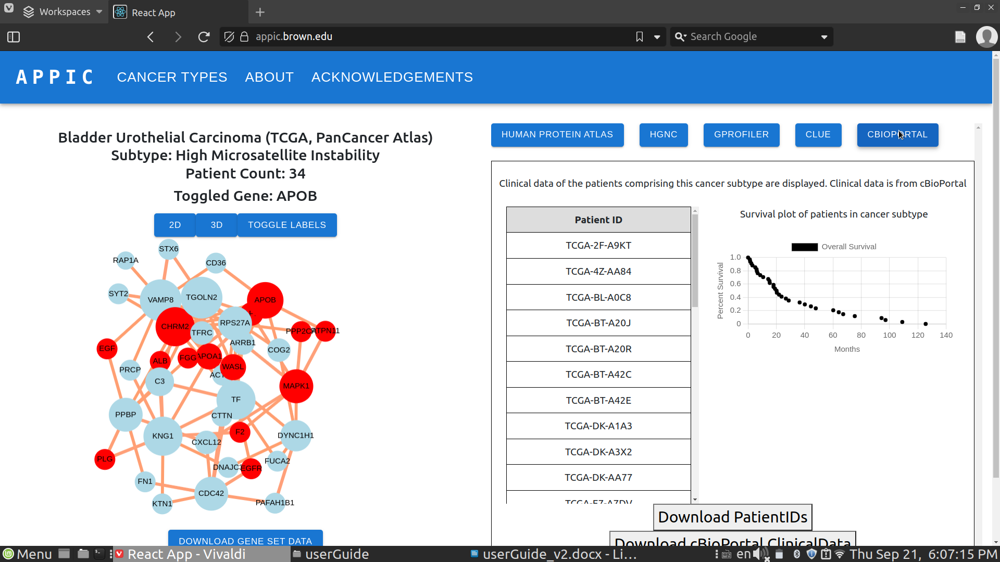 Workspaces
React App
appic.brown.edu
Search Google
APPIC
CANCER TYPES
ABOUT
ACKNOWLEDGEMENTS
Bladder Urothelial Carcinoma (TCGA, PanCancer Atlas)
Subtype: High Microsatellite Instability
Patient Count: 34
Toggled Gene: APOB
2D
3D
TOGGLE LABELS
STX6
RAP1A
CD36
SYT2
VAMP8
TGOLN2
APOB
CHRM2
TFRC
RPS27A
PPP2CA
PTPN11
ARRB1
COG2
EGF
ALB
FGG
APOA1
WASL
PRCP
C3
MAPK1
TF
PPBP
CTTN
KNG1
F2
CXCL12
DYNC1H1
PLG
DNAJC3
EGFR
FUCA2
FN1
CDC42
KTN1
PAFAH1B1
DOWNLOAD GENE SET DATA
HUMAN PROTEIN ATLAS
HGNC
GPROFILER
CLUE
CBIOPORTAL
Clinical data of the patients comprising this cancer subtype are displayed. Clinical data is from cBioPortal
Patient ID
TCGA-2F-A9KT
TCGA-4Z-AA84
TCGA-BL-A0C8
TCGA-BT-A20J
TCGA-BT-A20R
TCGA-BT-A42C
TCGA-BT-A42E
TCGA-DK-A1A3
TCGA-DK-A3X2
TCGA-DK-AA77
TCGA-E7-A7DV
Survival plot of patients in cancer subtype
Overall Survival
Percent Survival
1.0
0.8
0.6
0.4
0.2
0
0 20 40 60 80 100 120 140
Months
Download PatientIDs
Download cBioPortal ClinicalData
Menu
React App - Vivaldi
userGuide
userGuide_v2.docx - Li...
en
Thu Sep 21, 6:07:15 PM